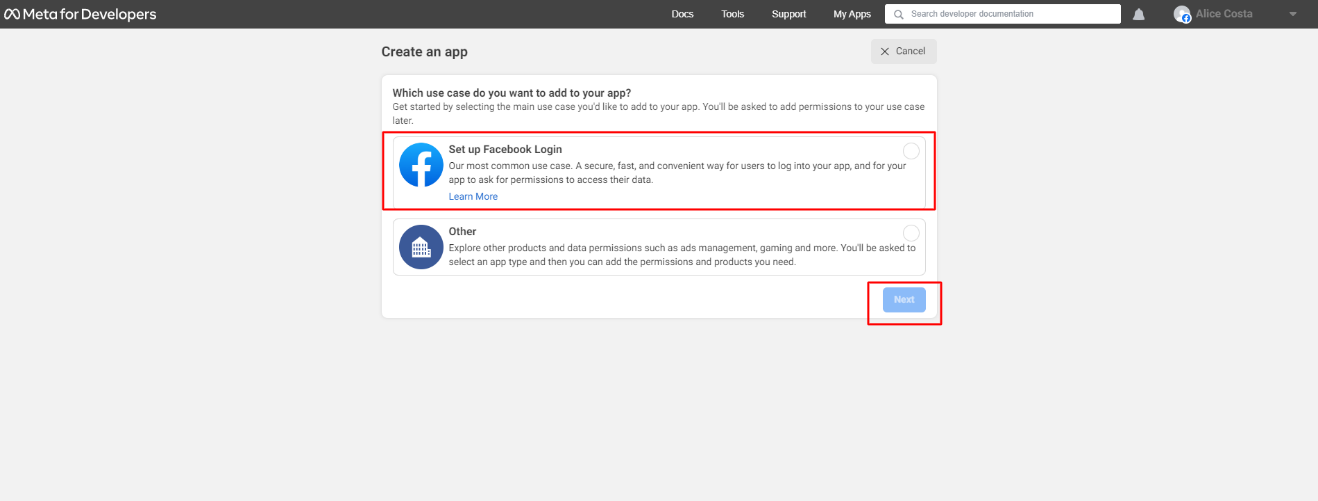 Meta for Developers
Docs Tools Support My Apps Search developer documentation Alice Costa
Create an app
Cancel
Which use case do you want to add to your app?
Get started by selecting the main use case you'd like to add to your app. You'll be asked to add permissions to your use case
later.
Set up Facebook Login
Our most common use case. A secure, fast, and convenient way for users to log into your app, and for your
app to ask for permissions to access their data.
Learn More
Other
Explore other products and data permissions such as ads management, gaming and more. You'll be asked to
select an app type and then you can add the permissions and products you need.
Next